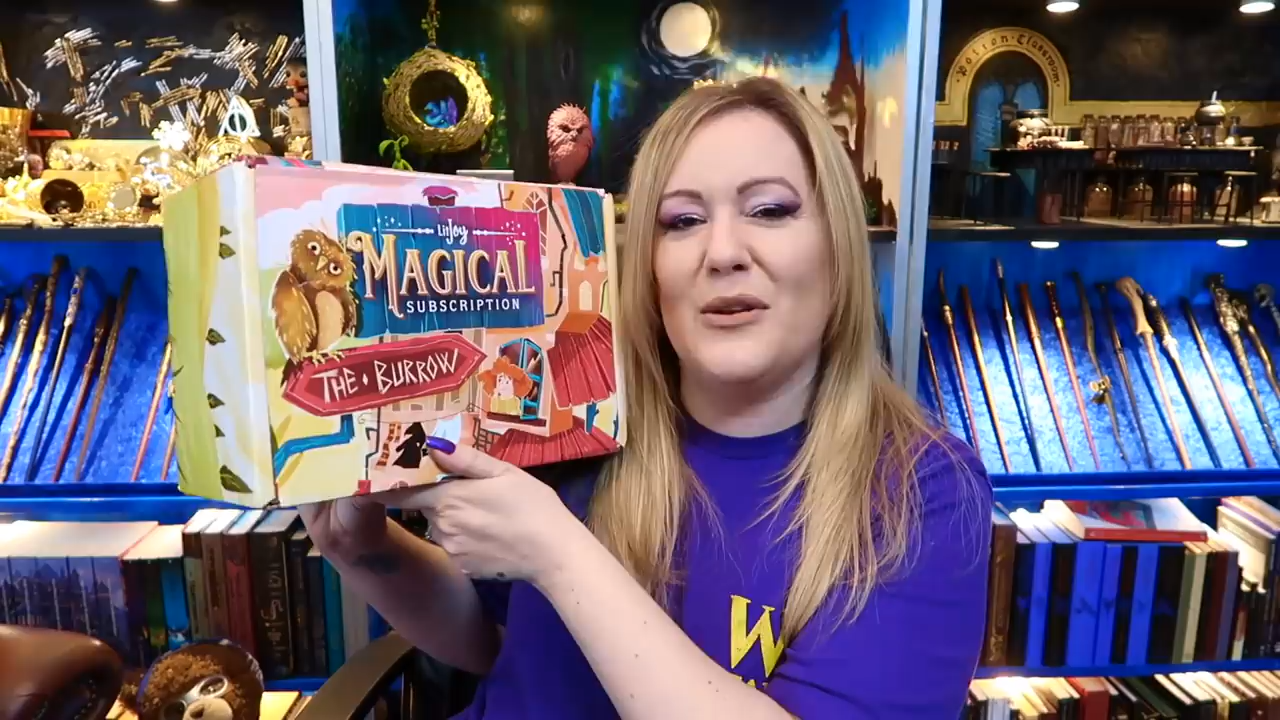 Potion • Classroom
LitJoy
MAGICAL
SUBSCRIPTION
THE • BURROW
W